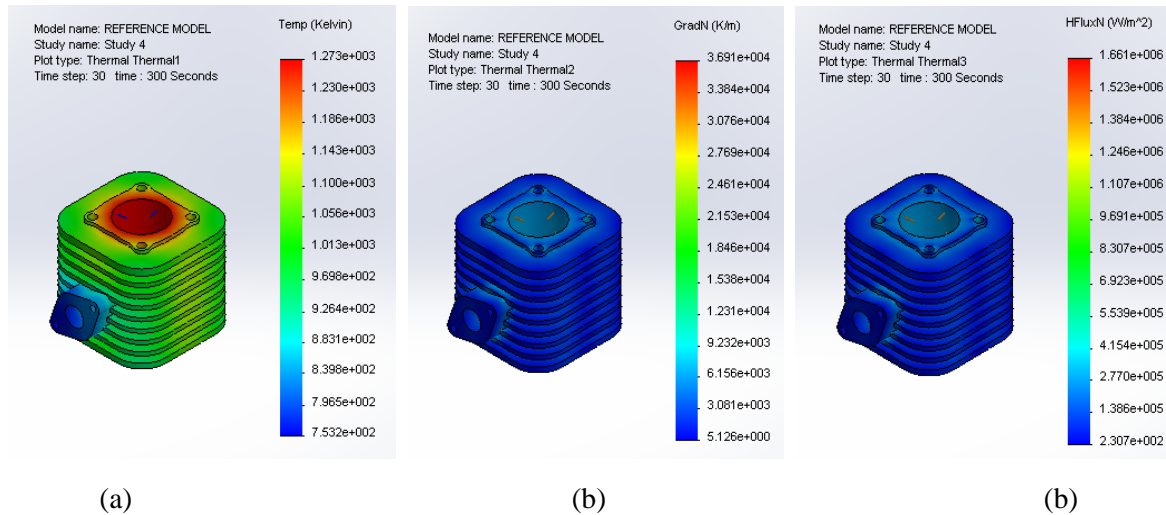 Model name: REFERENCE MODEL
Study name: Study 4
Plot type: Thermal Thermal1
Time step: 30 time : 300 Seconds
Temp (Kelvin)
1.273e+003
1.230e+003
1.186e+003
1.143e+003
1.100e+003
1.056e+003
1.013e+003
9.698e+002
9.264e+002
8.831e+002
8.398e+002
7.965e+002
7.532e+002
(a)
Model name: REFERENCE MODEL
Study name: Study 4
Plot type: Thermal Thermal2
Time step: 30 time : 300 Seconds
GradN (K/m)
3.691e+004
3.384e+004
3.076e+004
2.769e+004
2.461e+004
2.153e+004
1.846e+004
1.538e+004
1.231e+004
9.232e+003
6.156e+003
3.081e+003
5.126e+000
(b)
Model name: REFERENCE MODEL
Study name: Study 4
Plot type: Thermal Thermal3
Time step: 30 time : 300 Seconds
HFluxN (W/m^2)
1.661e+006
1.523e+006
1.384e+006
1.246e+006
1.107e+006
9.691e+005
8.307e+005
6.923e+005
5.539e+005
4.154e+005
2.770e+005
1.386e+005
2.307e+002
(b)